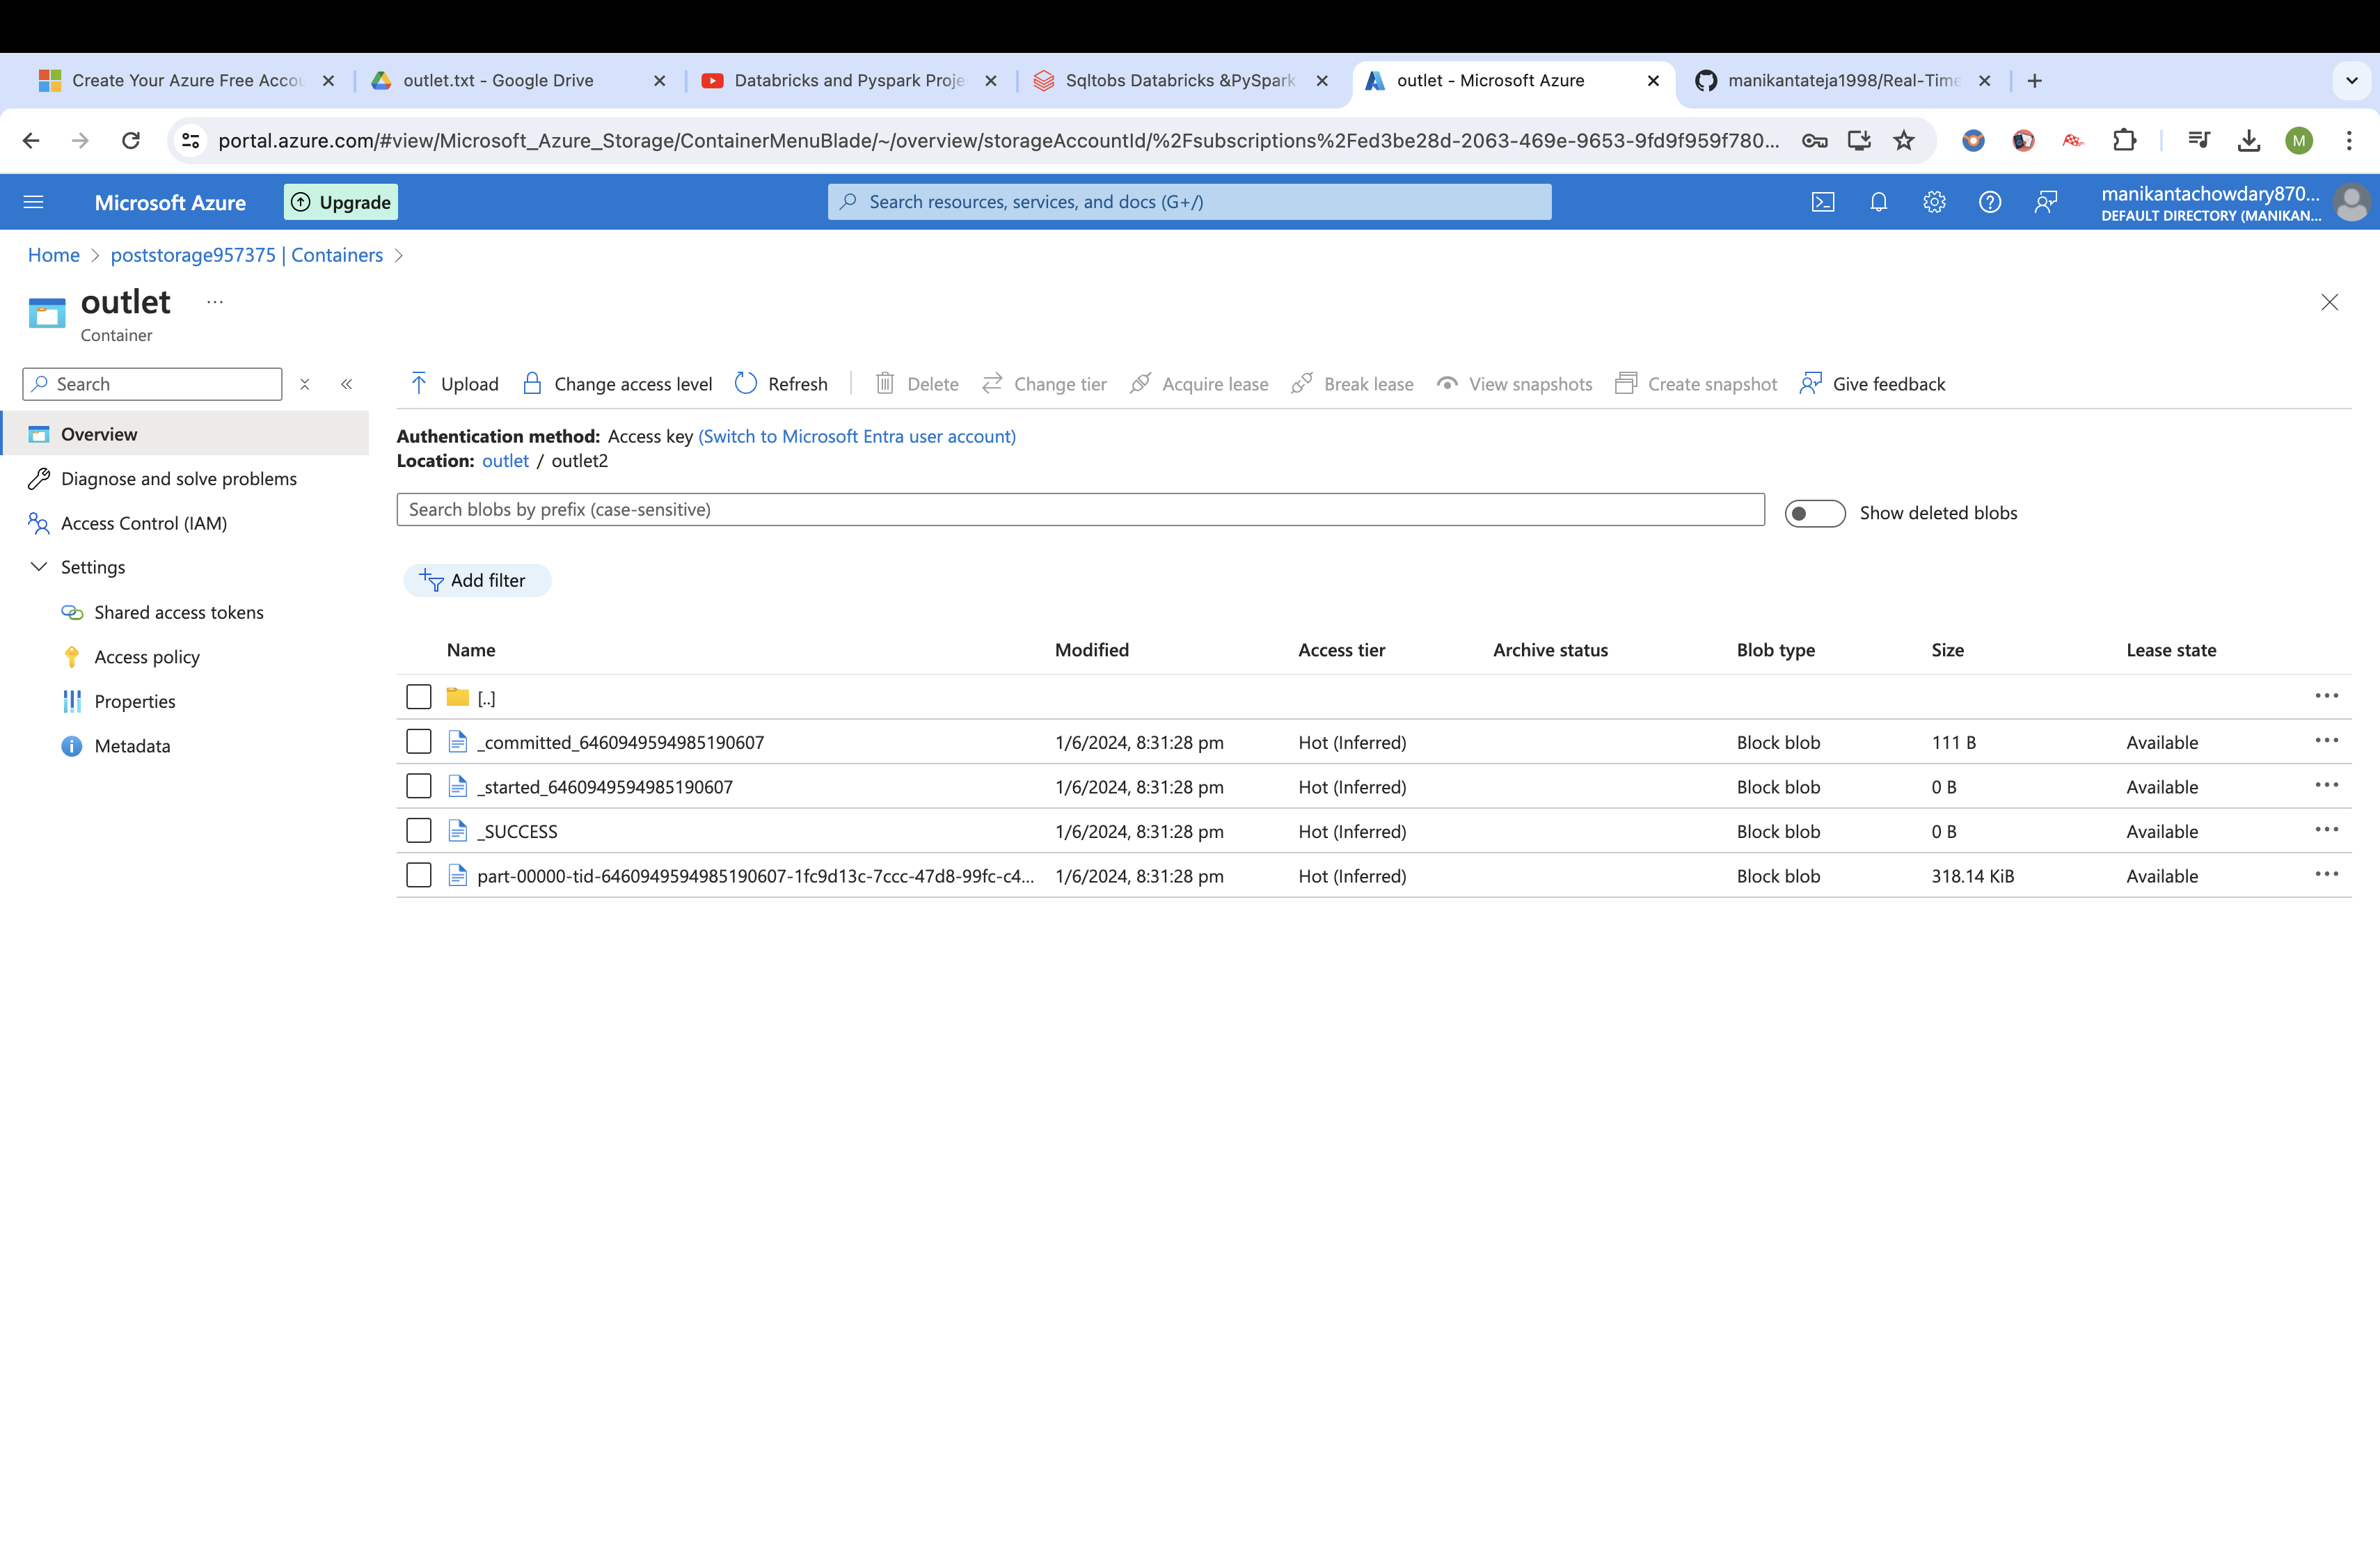 Create Your Azure Free Accou
outlet.txt - Google Drive
Databricks and Pyspark Proje
Sqltobs Databricks &PySpark
outlet - Microsoft Azure
manikantateja1998/Real-Time
portal.azure.com/#view/Microsoft_Azure_Storage/ContainerMenuBlade/~/overview/storageAccountId/%2Fsubscriptions%2Fed3be28d-2063-469e-9653-9fd9f959f780...
M
Microsoft Azure
Upgrade
Search resources, services, and docs (G+/)
manikantachowdary870...
DEFAULT DIRECTORY (MANIKAN...
Home > poststorage957375 | Containers >
outlet ...
Container
Search
Upload Change access level Refresh Delete Change tier Acquire lease Break lease View snapshots Create snapshot Give feedback
Overview
Diagnose and solve problems
Access Control (IAM)
Settings
Shared access tokens
Access policy
Properties
Metadata
Authentication method: Access key (Switch to Microsoft Entra user account)
Location: outlet / outlet2
Search blobs by prefix (case-sensitive)
Show deleted blobs
Add filter
Name Modified Access tier Archive status Blob type Size Lease state
[..]
_committed_6460949594985190607 1/6/2024, 8:31:28 pm Hot (Inferred) Block blob 111 B Available
_started_6460949594985190607 1/6/2024, 8:31:28 pm Hot (Inferred) Block blob 0 B Available
_SUCCESS 1/6/2024, 8:31:28 pm Hot (Inferred) Block blob 0 B Available
part-00000-tid-6460949594985190607-1fc9d13c-7ccc-47d8-99fc-c4... 1/6/2024, 8:31:28 pm Hot (Inferred) Block blob 318.14 KiB Available